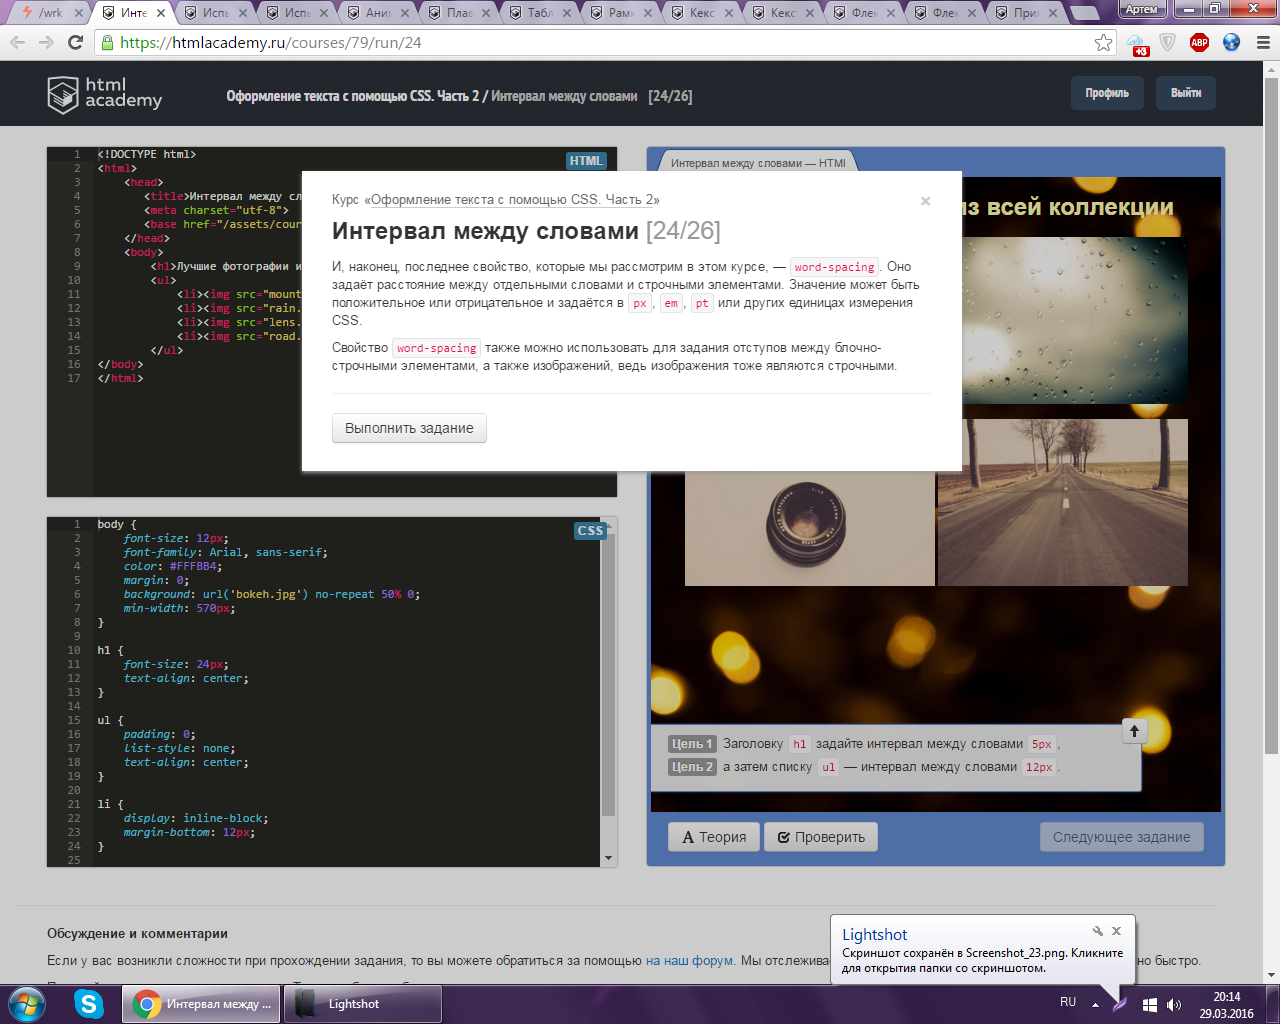 /wrk
Инте
Испы
Испы
Аним
Плав
Табл
Рамк
Кекс
Кекс
Флек
Флек
При
Артем
https://htmlacademy.ru/courses/79/run/24
+3
ABP
html
academy
Оформление текста с помощью CSS. Часть 2 / Интервал между словами [24/26]
Профиль
Выйти
HTML
1 <!DOCTYPE html>
2 <html>
3 <head>
4 <title>Интервал между сл
5 <meta charset="utf-8">
6 <base href="/assets/cour
7 </head>
8 <body>
9 <h1>Лучшие фотографии и
10 <ul>
11 <li><img src="mount
12 <li><img src="rain.
13 <li><img src="lens.
14 <li><img src="road.
15 </ul>
16 </body>
17 </html>
Интервал между словами — HTML
из всей коллекции
Курс «Оформление текста с помощью CSS. Часть 2»
×
Интервал между словами [24/26]
И, наконец, последнее свойство, которые мы рассмотрим в этом курсе, — word-spacing. Оно
задаёт расстояние между отдельными словами и строчными элементами. Значение может быть
положительное или отрицательное и задаётся в px, em, pt или других единицах измерения
CSS.
Свойство word-spacing также можно использовать для задания отступов между блочно-
строчными элементами, а также изображений, ведь изображения тоже являются строчными.
Выполнить задание
CSS
1 body {
2 font-size: 12px;
3 font-family: Arial, sans-serif;
4 color: #FFFBB4;
5 margin: 0;
6 background: url('bokeh.jpg') no-repeat 50% 0;
7 min-width: 570px;
8 }
9
10 h1 {
11 font-size: 24px;
12 text-align: center;
13 }
14
15 ul {
16 padding: 0;
17 list-style: none;
18 text-align: center;
19 }
20
21 li {
22 display: inline-block;
23 margin-bottom: 12px;
24 }
25
Цель 1 Заголовку h1 задайте интервал между словами 5px,
Цель 2 а затем списку ul — интервал между словами 12px.
Теория
Проверить
Следующее задание
Обсуждение и комментарии
Если у вас возникли сложности при прохождении задания, то вы можете обратиться за помощью на наш форум. Мы отслежива
но быстро.
Lightshot
Скриншот сохранён в Screenshot_23.png. Кликните
для открытия папки со скриншотом.
Интервал между ...
Lightshot
RU
20:14
29.03.2016